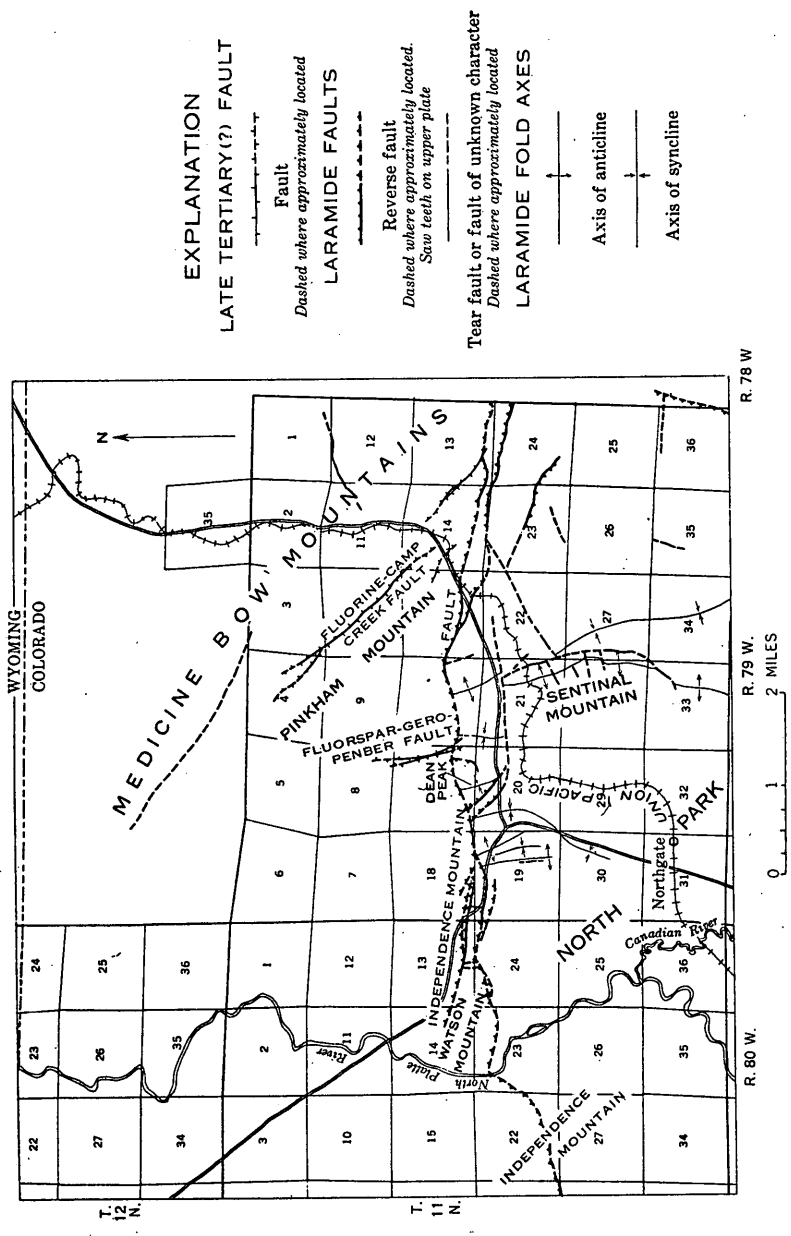 EXPLANATION
LATE TERTIARY(?) FAULT
Fault
Dashed where approximately located
LARAMIDE FAULTS
Reverse fault
Dashed where approximately located.
Saw teeth on upper plate
Tear fault or fault of unknown character
Dashed where approximately located
LARAMIDE FOLD AXES
Axis of anticline
Axis of syncline
WYOMING
COLORADO
N
MEDICINE BOW MOUNTAINS
T.
12
N.
T.
11
N.
22 23 24
27 26 25
34 35 36 35
3 2 1 6 5 4 3 2 1
10 11 12 7 8 9 11 12
15 14 13 18 14 13
22 23 24 19 20 21 22 23 24
27 26 25 30 29 27 26 25
34 35 36 31 32 33 34 35 36
PINKHAM
MOUNTAIN
FLUORINE-CAMP
CREEK FAULT
FLUORSPAR-GERO-
PENBER FAULT
DEAN
PEAK
INDEPENDENCE MOUNTAIN
FAULT
WATSON
MOUNTAIN
North Platte River
INDEPENDENCE
MOUNTAIN
SENTINAL
MOUNTAIN
UNION PACIFIC
NORTH
PARK
Northgate
Canadian River
R. 80 W.
R. 79 W.
R. 78 W
0 1 2 MILES